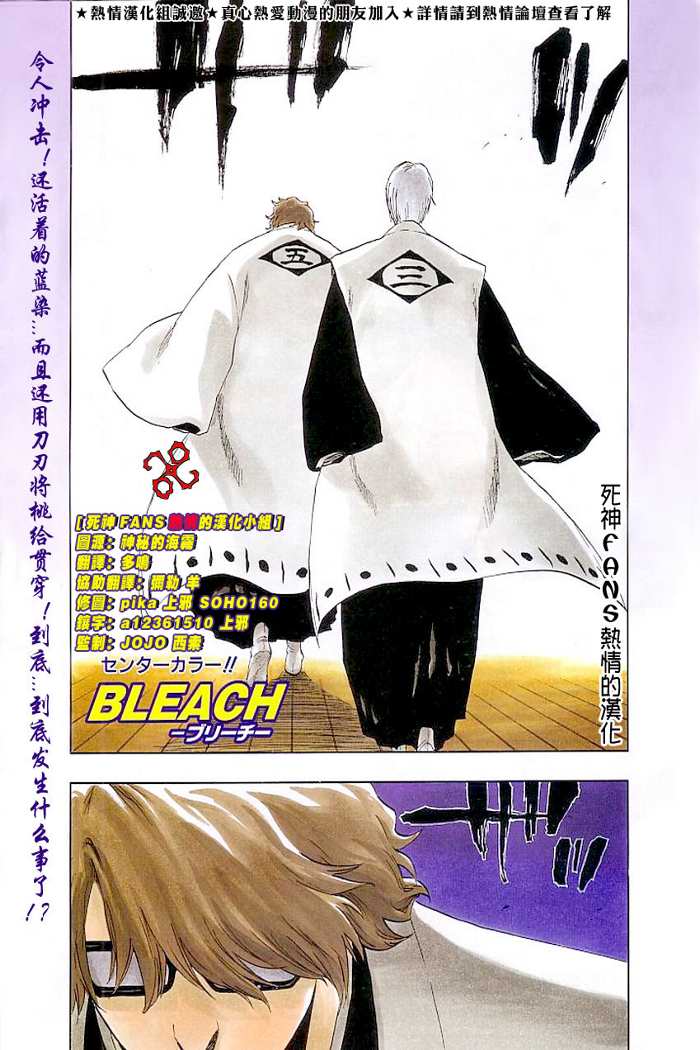 ★熱情漢化組誠邀★真心熱愛動漫的朋友加入★詳情請到熱情論壇查看了解
令人冲击！还活着的蓝染…而且还用刀刃将桃给贯穿！到底…到底发生什么事了！？
五
三
死神FANS熱情的漢化
[死神FANS熱情的漢化小組]
圖源：神秘的海霧
翻譯：多鳴
協助翻譯：彌勒 羊
修圖：pika 上邪 SOHO160
鑲字：a12361510 上邪
監制：JOJO 西索
センターカラー!!
BLEACH
ーブリーチー